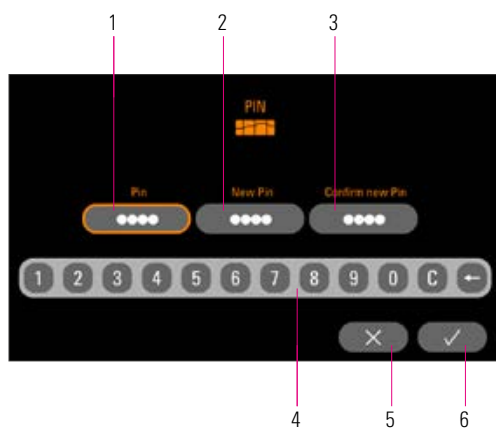 1 2 3
PIN
Pin New Pin Confirm new Pin
1 2 3 4 5 6 7 8 9 0 C ←
4 5 6